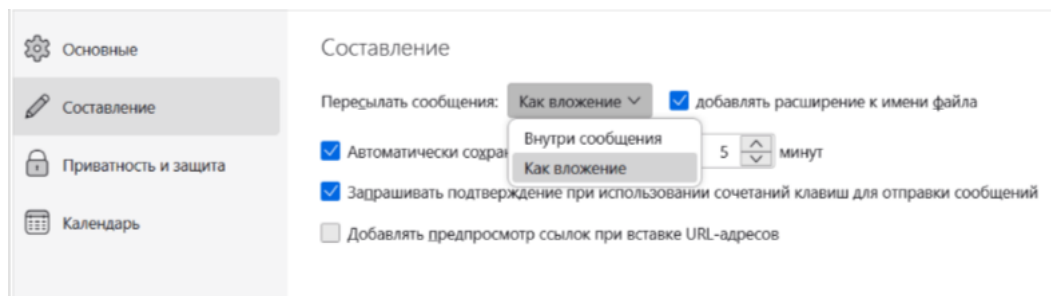 Основные
Составление
Приватность и защита
Календарь
Составление
Пересылать сообщения: Как вложение добавлять расширение к имени файла
Внутри сообщения
Как вложение
Автоматически 5 минут
Запрашивать подтверждение при использовании сочетаний клавиш для отправки сообщений
Добавлять предпросмотр ссылок при вставке URL-адресов